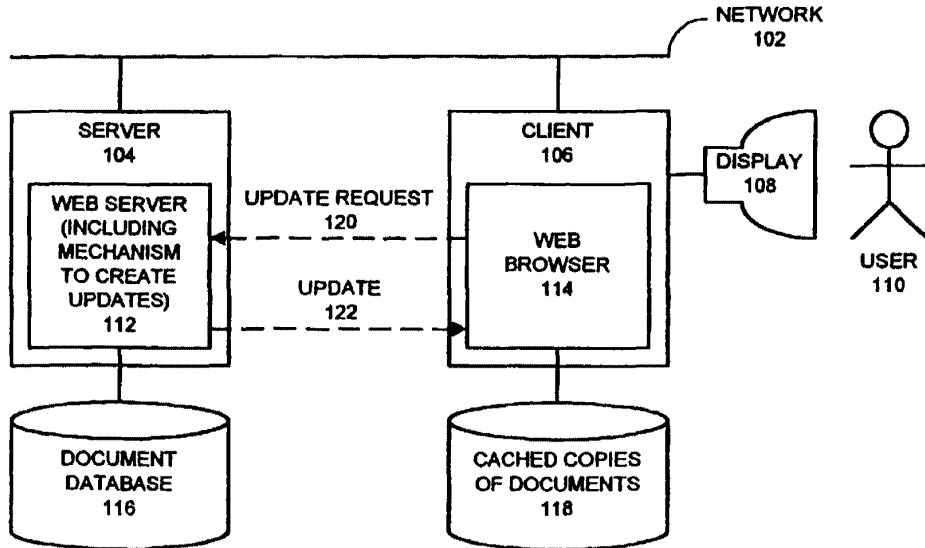 NETWORK
102
SERVER
104
CLIENT
106
DISPLAY
108
WEB SERVER
(INCLUDING
MECHANISM
TO CREATE
UPDATES)
112
UPDATE REQUEST
120
UPDATE
122
WEB
BROWSER
114
USER
110
DOCUMENT
DATABASE
116
CACHED COPIES
OF DOCUMENTS
118